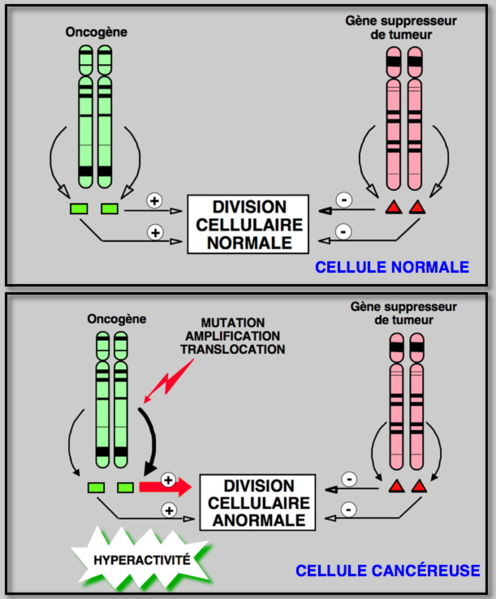 Oncogène
Gène suppresseur
de tumeur
+
-
DIVISION
CELLULAIRE
NORMALE
+
-
CELLULE NORMALE
Oncogène
MUTATION
AMPLIFICATION
TRANSLOCATION
Gène suppresseur
de tumeur
+
-
DIVISION
CELLULAIRE
ANORMALE
+
-
HYPERACTIVITÉ
CELLULE CANCÉREUSE